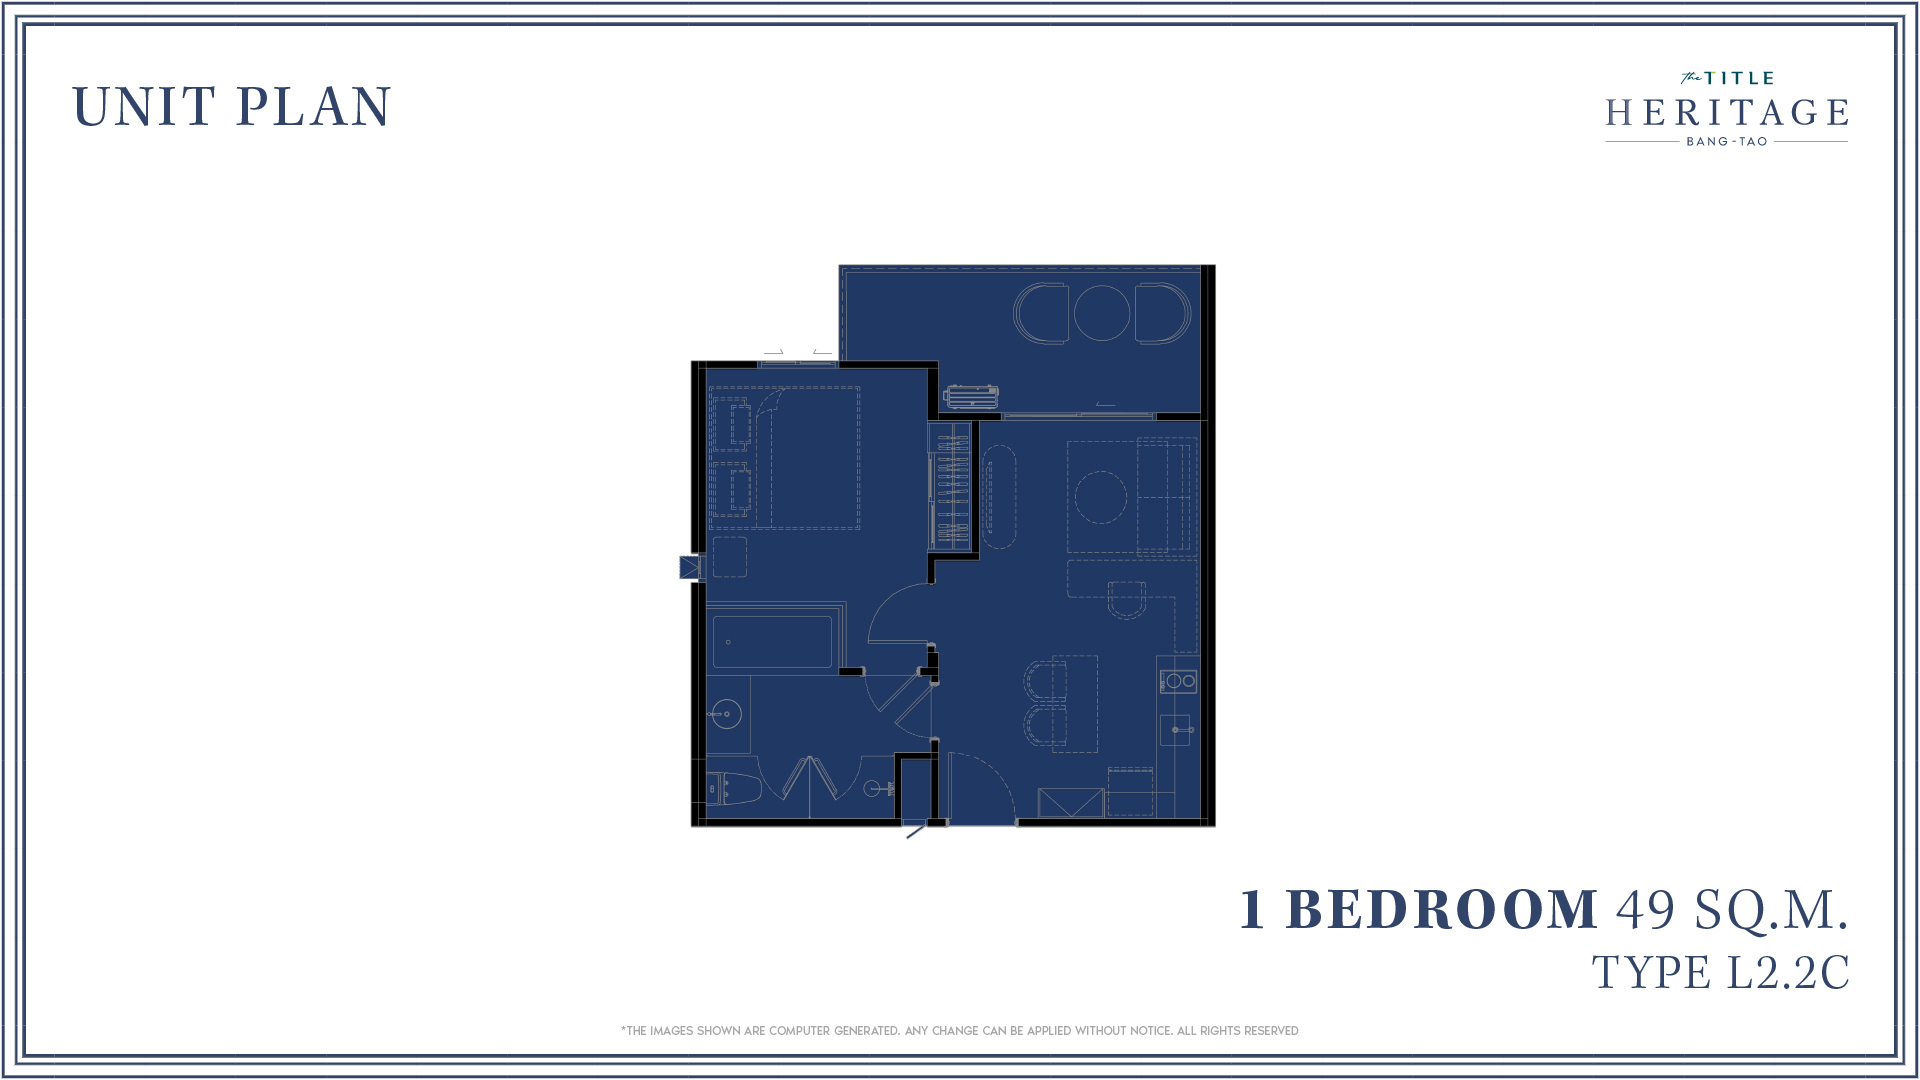 UNIT PLAN
the TITLE
HERITAGE
BANG-TAO
1 BEDROOM 49 SQ.M.
TYPE L2.2C
*THE IMAGES SHOWN ARE COMPUTER GENERATED. ANY CHANGE CAN BE APPLIED WITHOUT NOTICE. ALL RIGHTS RESERVED